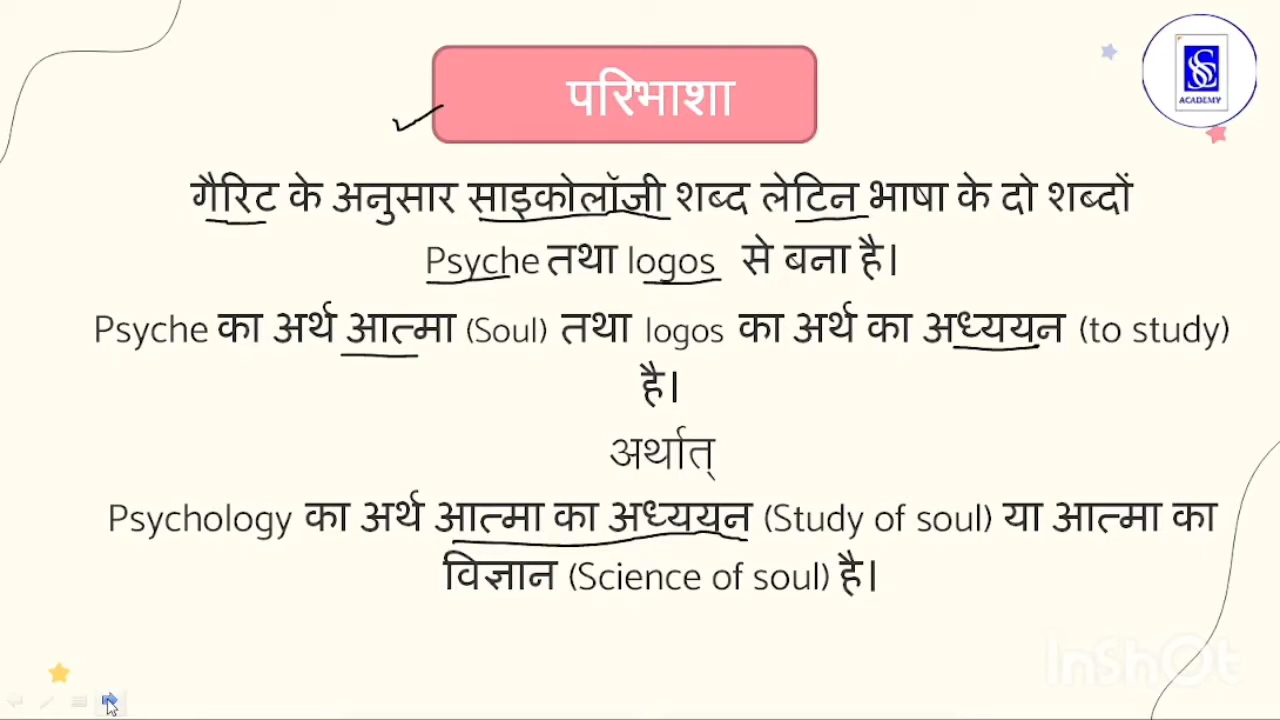 परिभाशा
ACADEMY
गैरिट के अनुसार साइकोलॉजी शब्द लेटिन भाषा के दो शब्दों
Psyche तथा logos से बना है।
Psyche का अर्थ आत्मा (Soul) तथा logos का अर्थ का अध्ययन (to study)
है।
अर्थात्
Psychology का अर्थ आत्मा का अध्ययन (Study of soul) या आत्मा का
विज्ञान (Science of soul) है।
InShOt